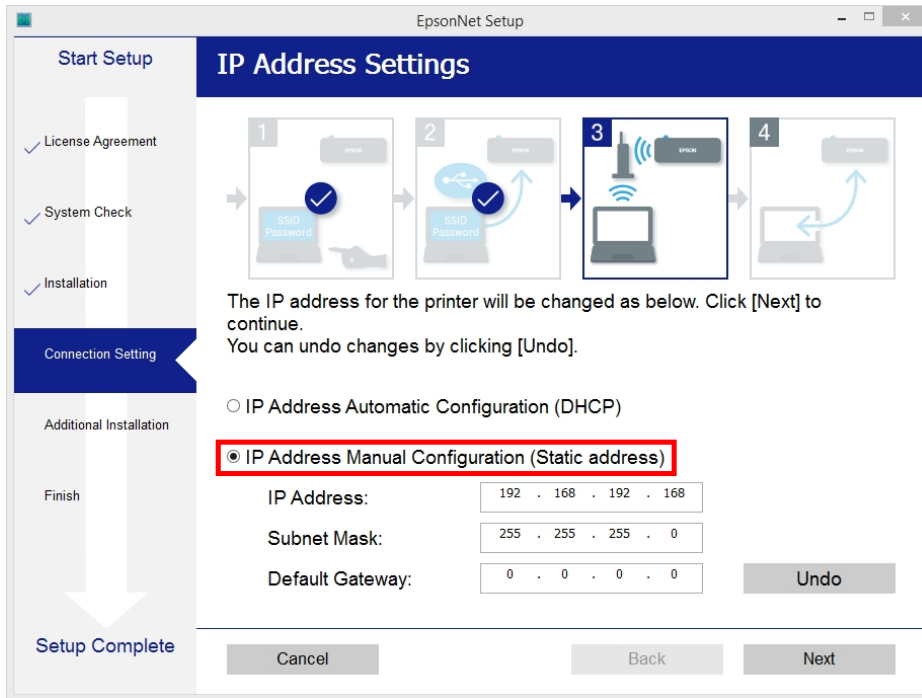 EpsonNet Setup
Start Setup
License Agreement
System Check
Installation
Connection Setting
Additional Installation
Finish
Setup Complete
IP Address Settings
1
EPSON
SSID
Password
2
EPSON
SSID
Password
3
EPSON
4
EPSON
The IP address for the printer will be changed as below. Click [Next] to
continue.
You can undo changes by clicking [Undo].
IP Address Automatic Configuration (DHCP)
IP Address Manual Configuration (Static address)
IP Address: 192 . 168 . 192 . 168
Subnet Mask: 255 . 255 . 255 . 0
Default Gateway: 0 . 0 . 0 . 0 Undo
Cancel Back Next